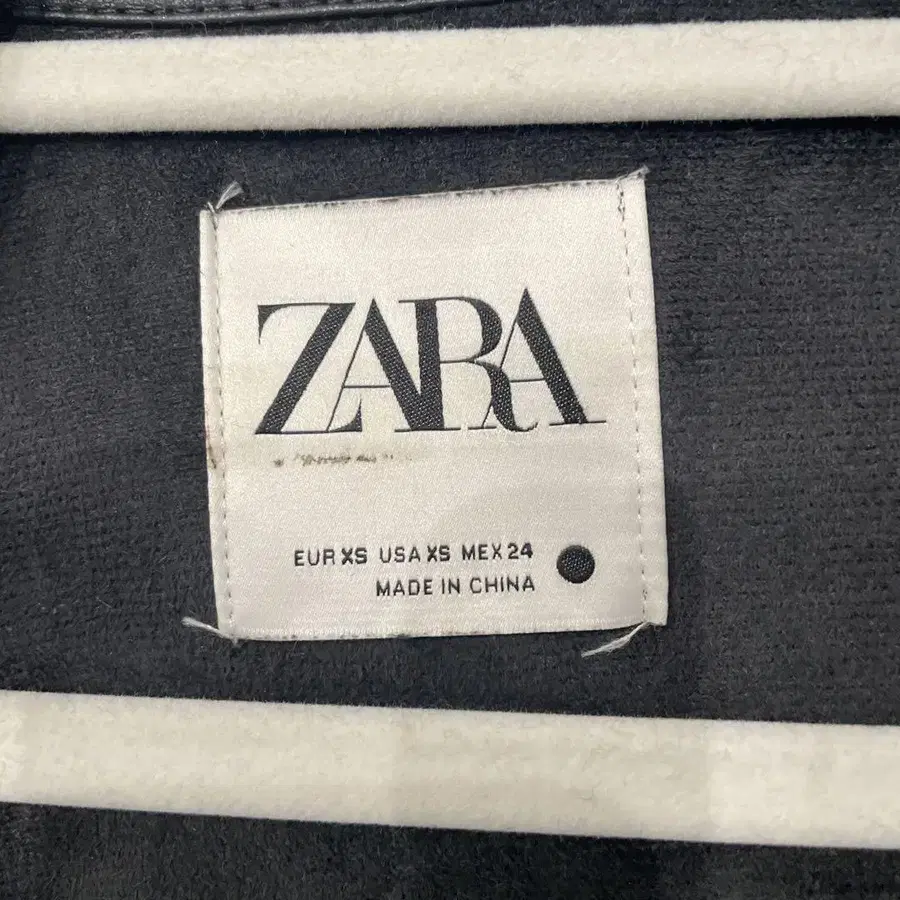 ZARA
EUR XS USA XS MEX 24
MADE IN CHINA